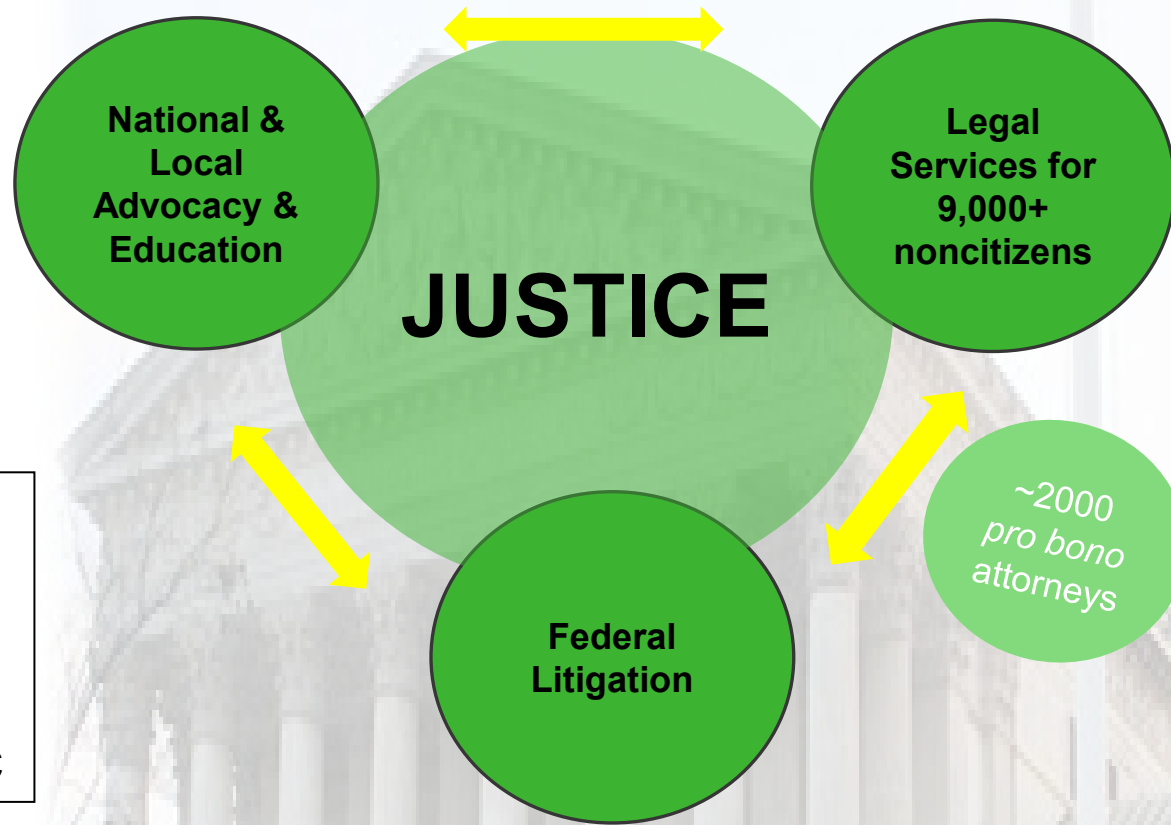 National &
Local
Advocacy &
Education
Legal
Services for
9,000+
noncitizens
JUSTICE
~2000
pro bono
attorneys
Federal
Litigation